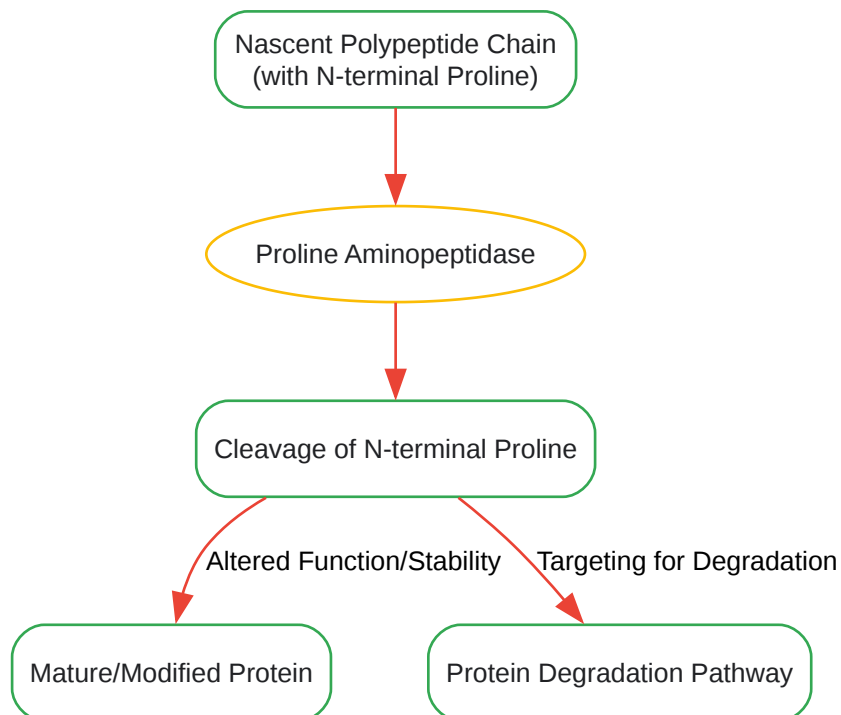 Nascent Polypeptide Chain
(with N-terminal Proline)
Proline Aminopeptidase
Cleavage of N-terminal Proline
Altered Function/Stability
Targeting for Degradation
Mature/Modified Protein
Protein Degradation Pathway